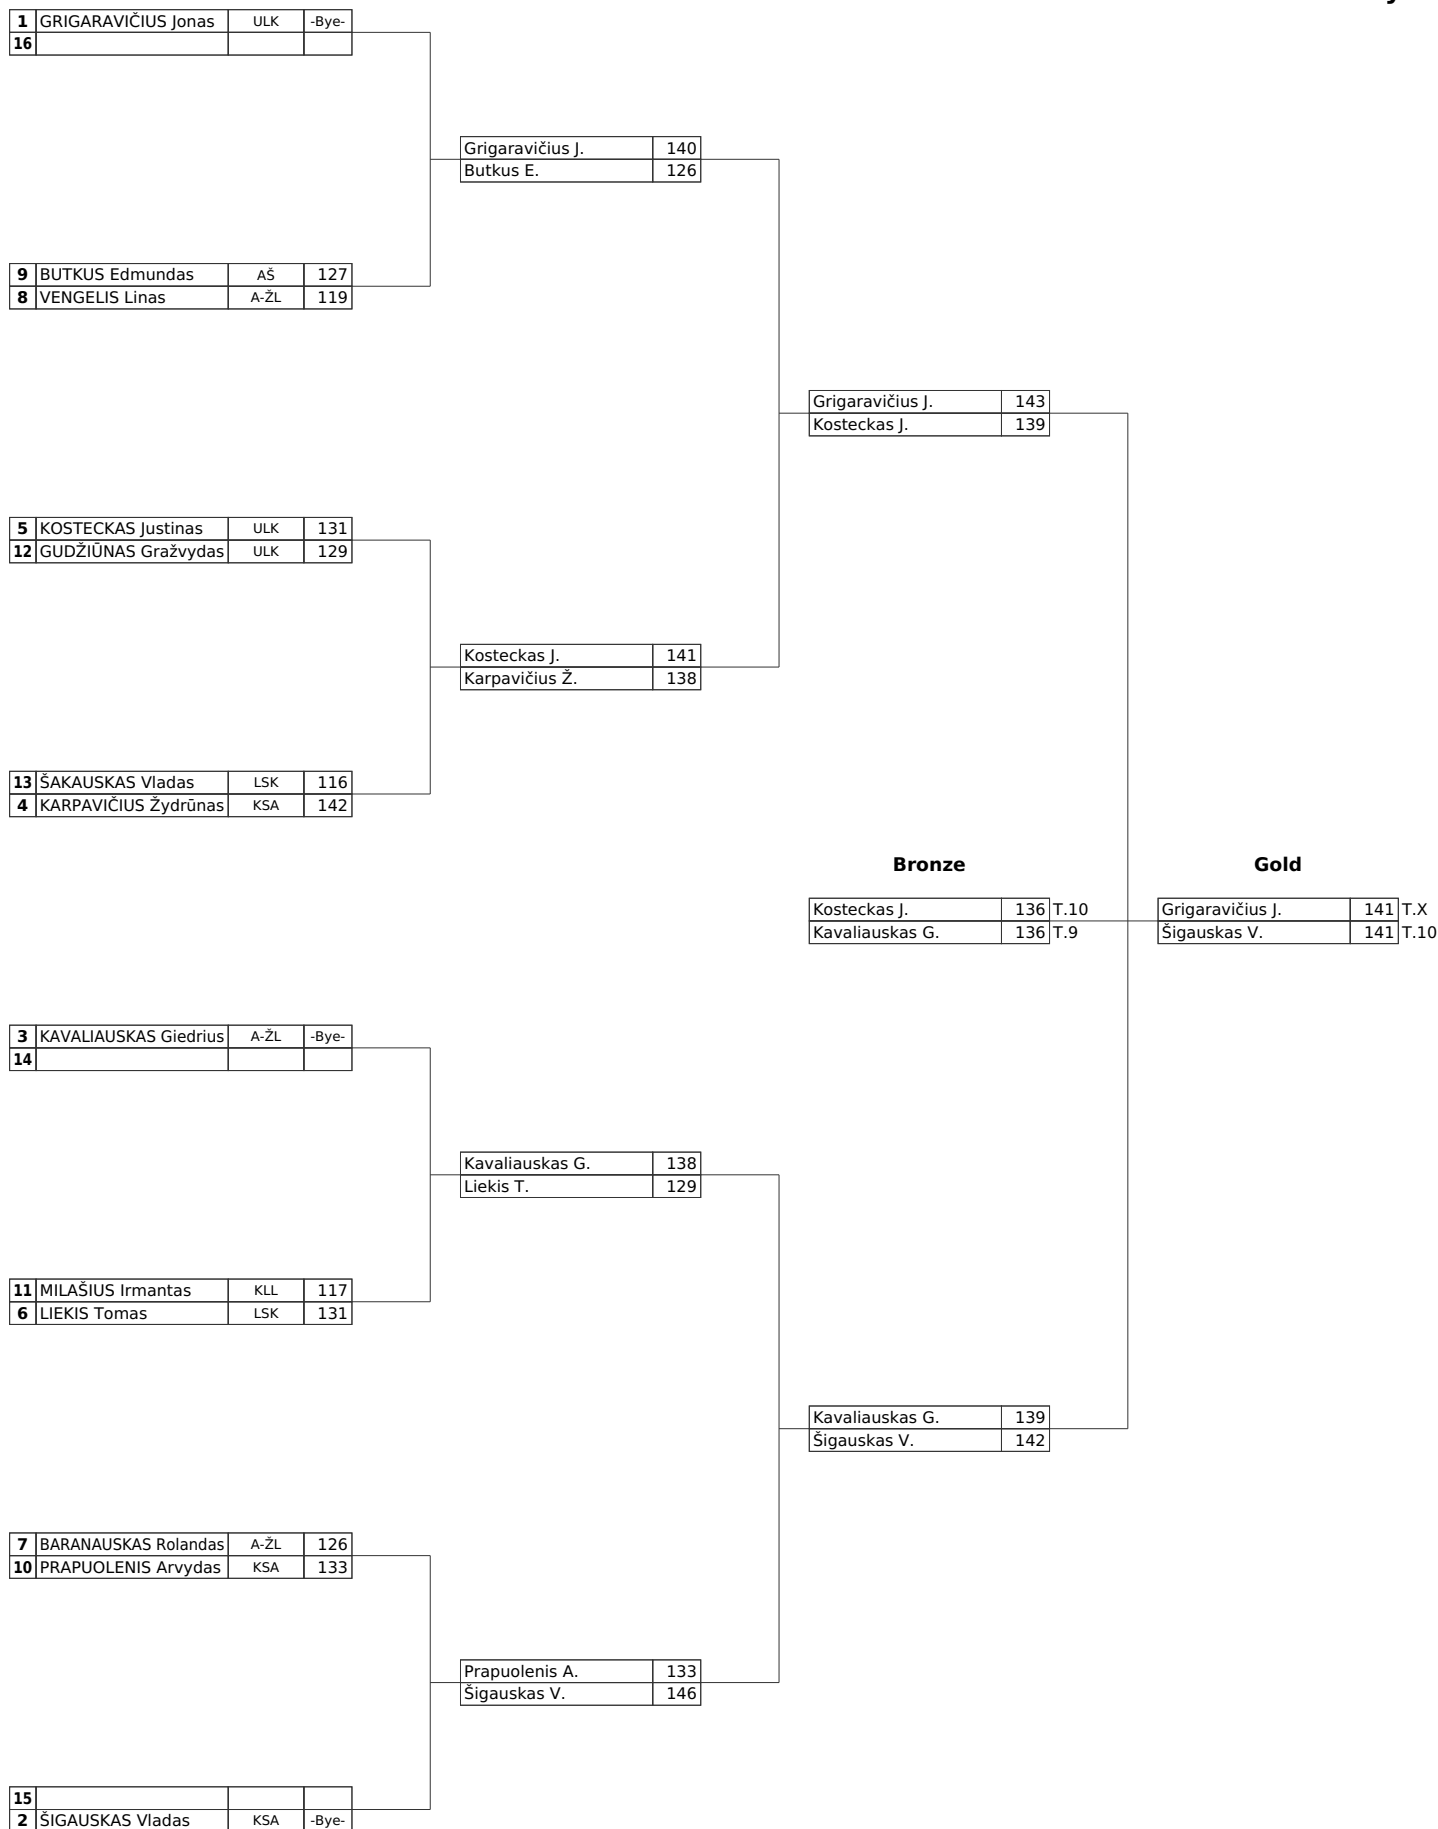 1 GRIGARAVIČIUS Jonas ULK -Bye-
16
Grigaravičius J. 140
Butkus E. 126
9 BUTKUS Edmundas AŠ 127
8 VENGELIS Linas A-ŽL 119
Grigaravičius J. 143
Kosteckas J. 139
5 KOSTECKAS Justinas ULK 131
12 GUDŽIŪNAS Gražvydas ULK 129
Kosteckas J. 141
Karpavičius Ž. 138
13 ŠAKAUSKAS Vladas LSK 116
4 KARPAVIČIUS Žydrūnas KSA 142
Bronze Gold
Kosteckas J. 136 T.10 Grigaravičius J. 141 T.X
Kavaliauskas G. 136 T.9 Šigauskas V. 141 T.10
3 KAVALIAUSKAS Giedrius A-ŽL -Bye-
14
Kavaliauskas G. 138
Liekis T. 129
11 MILAŠIUS Irmantas KLL 117
6 LIEKIS Tomas LSK 131
Kavaliauskas G. 139
Šigauskas V. 142
7 BARANAUSKAS Rolandas A-ŽL 126
10 PRAPUOLENIS Arvydas KSA 133
Prapuolenis A. 133
Šigauskas V. 146
15
2 ŠIGAUSKAS Vladas KSA -Bye-